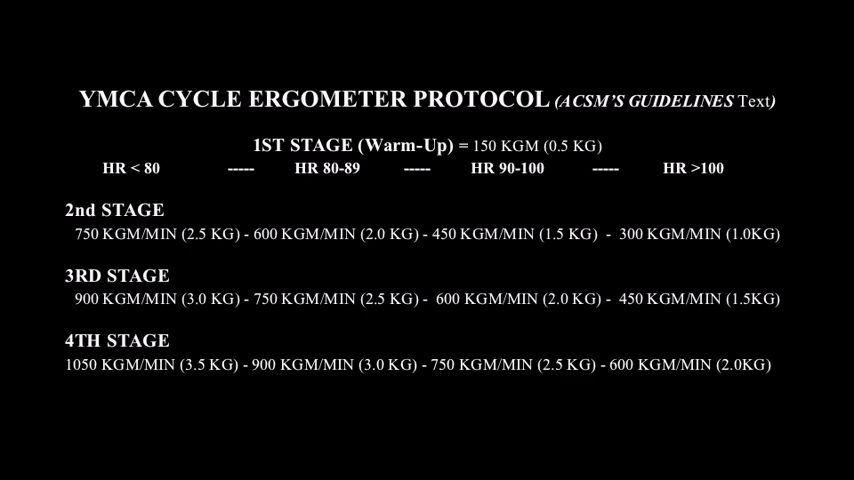 YMCA CYCLE ERGOMETER PROTOCOL (ACSM'S GUIDELINES Text)
1ST STAGE (Warm-Up) = 150 KGM (0.5 KG)
HR < 80 ----- HR 80-89 ----- HR 90-100 ----- HR >100
2nd STAGE
750 KGM/MIN (2.5 KG) - 600 KGM/MIN (2.0 KG) - 450 KGM/MIN (1.5 KG) - 300 KGM/MIN (1.0KG)
3RD STAGE
900 KGM/MIN (3.0 KG) - 750 KGM/MIN (2.5 KG) - 600 KGM/MIN (2.0 KG) - 450 KGM/MIN (1.5KG)
4TH STAGE
1050 KGM/MIN (3.5 KG) - 900 KGM/MIN (3.0 KG) - 750 KGM/MIN (2.5 KG) - 600 KGM/MIN (2.0KG)